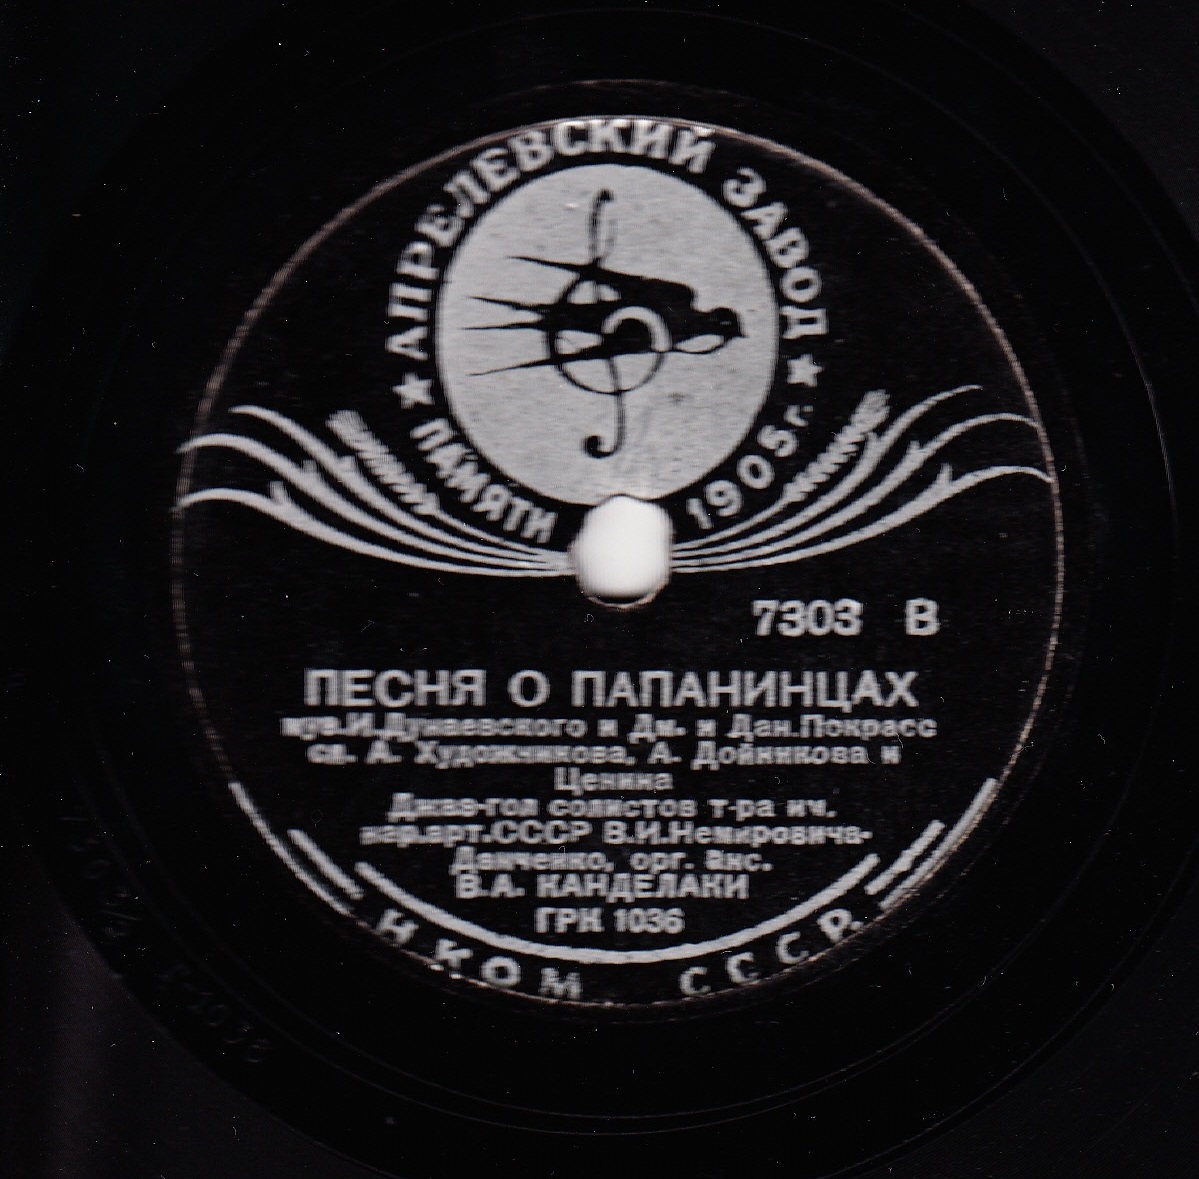 ★ АПРЕЛЕВСКИЙ ЗАВОД ★
ПАМЯТИ 1905 г.
7303 В
ПЕСНЯ О ПАПАНИНЦАХ
муз.И.Дунаевского и Дм. и Дан.Покрасс
сл. А. Художникова, А. Дойникова и
Ценина
Джаз-гол солистов т-ра им.
нар.арт.СССР В.И.Немировича-
Данченко, орг. анс.
В.А. КАНДЕЛАКИ
ГРК 1036
НКОМ СССР.